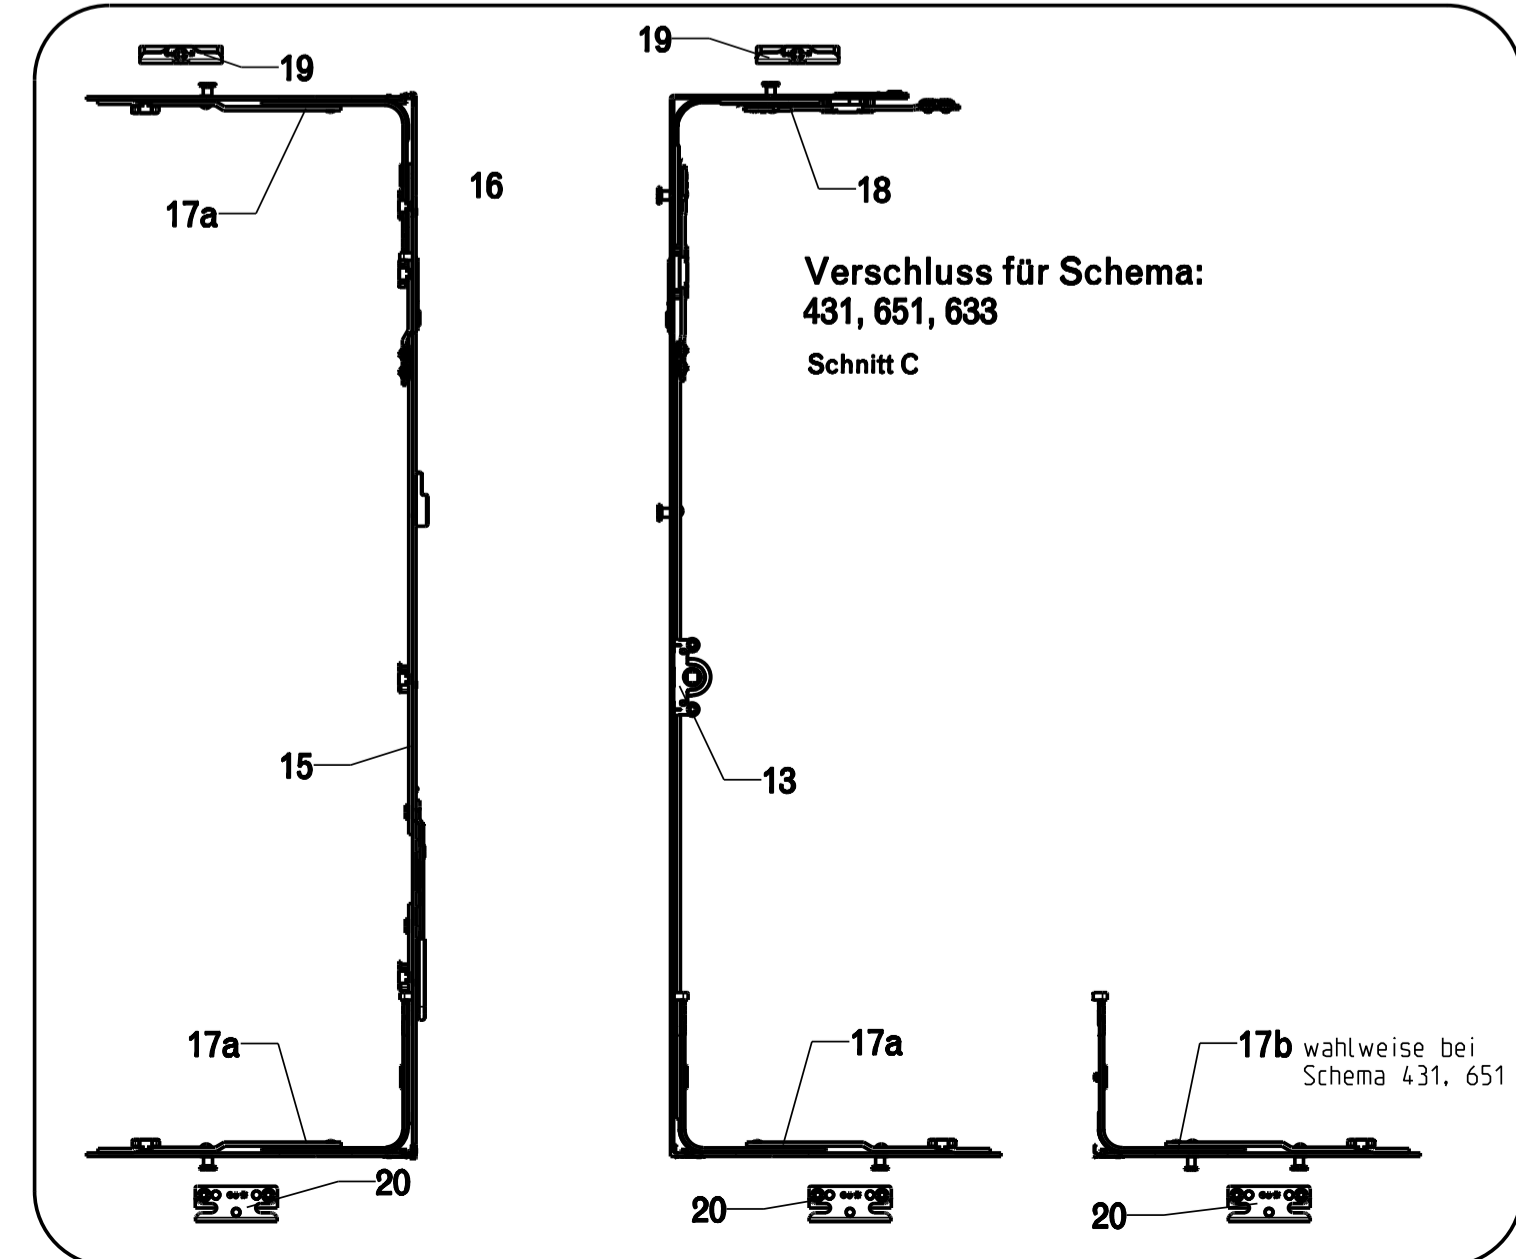 19
19
16
18
17a
Verschluss für Schema:
431, 651, 633
Schnitt C
15
13
17a
17a
17b wahlweise bei
Schema 431, 651
20
20
20